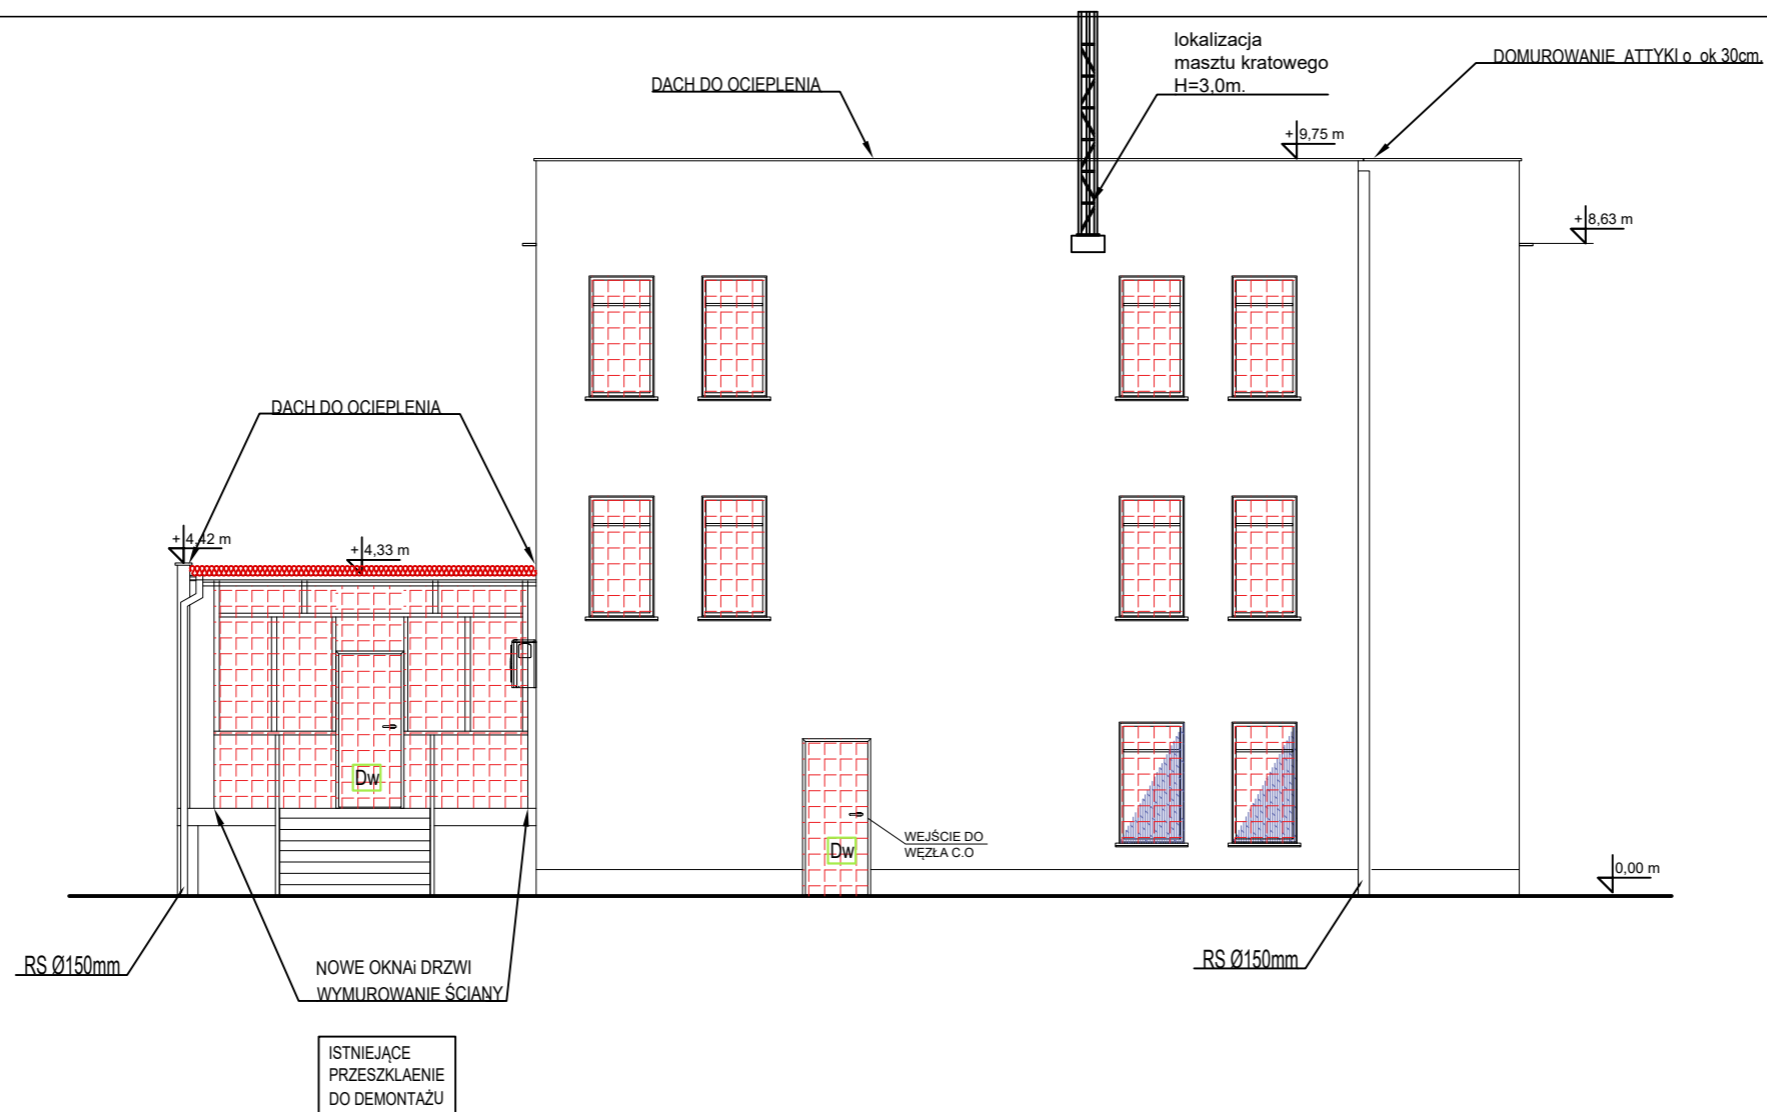 lokalizacja
masztu kratowego
H=3,0m.
DOMUROWANIE ATTYKI o ok 30cm.
DACH DO OCIEPLENIA
+9,75 m
+8,63 m
DACH DO OCIEPLENIA
+4,42 m
+4,33 m
Dw
Dw
WEJŚCIE DO
WĘZŁA C.O
0,00 m
RS Ø150mm
NOWE OKNAi DRZWI
WYMUROWANIE ŚCIANY
RS Ø150mm
ISTNIEJĄCE
PRZESZKLAENIE
DO DEMONTAŻU